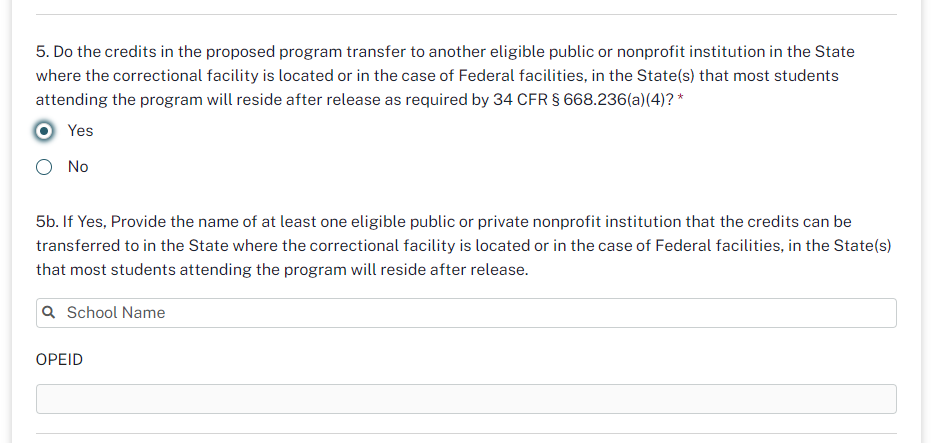 5. Do the credits in the proposed program transfer to another eligible public or nonprofit institution in the State
where the correctional facility is located or in the case of Federal facilities, in the State(s) that most students
attending the program will reside after release as required by 34 CFR § 668.236(a)(4)? *
Yes
No
5b. If Yes, Provide the name of at least one eligible public or private nonprofit institution that the credits can be
transferred to in the State where the correctional facility is located or in the case of Federal facilities, in the State(s)
that most students attending the program will reside after release.
School Name
OPEID